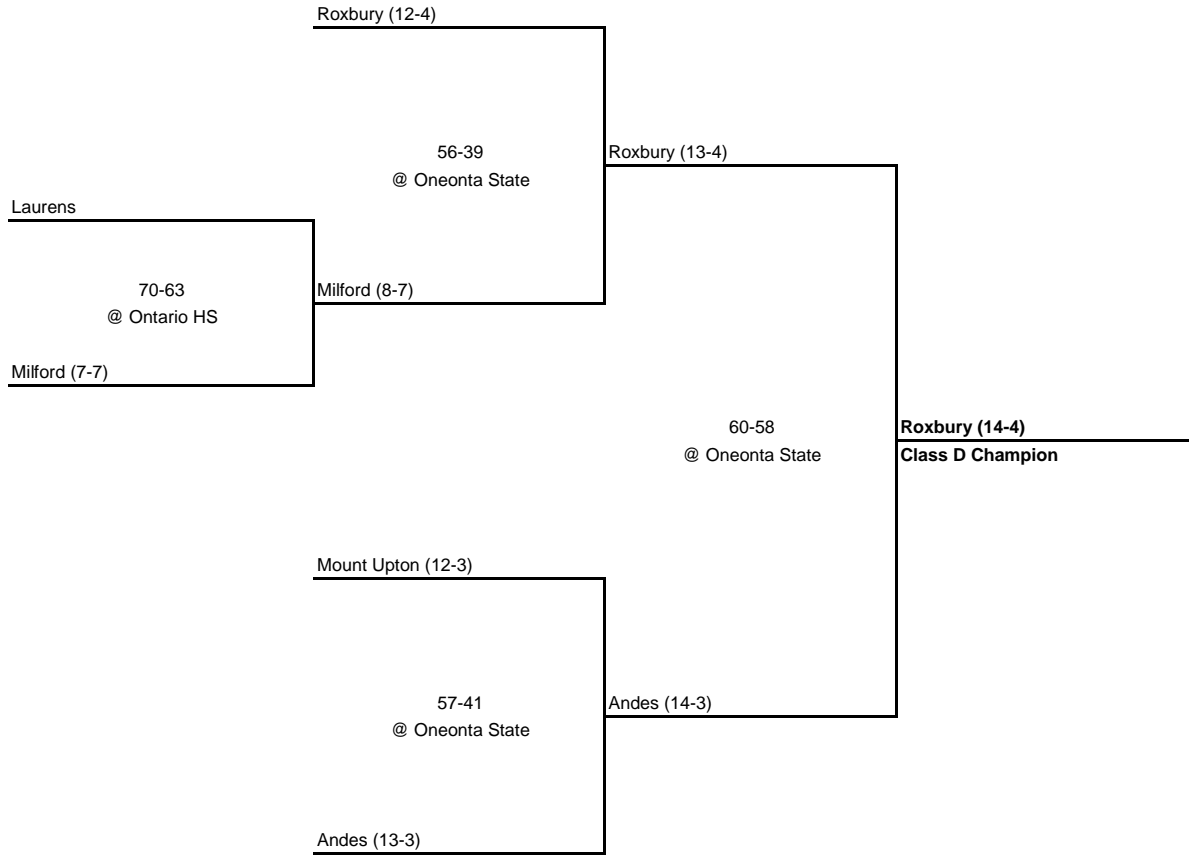 Roxbury (12-4)
56-39
@ Oneonta State
Roxbury (13-4)
Laurens
70-63
@ Ontario HS
Milford (8-7)
Milford (7-7)
60-58
@ Oneonta State
Roxbury (14-4)
Class D Champion
Mount Upton (12-3)
57-41
@ Oneonta State
Andes (14-3)
Andes (13-3)